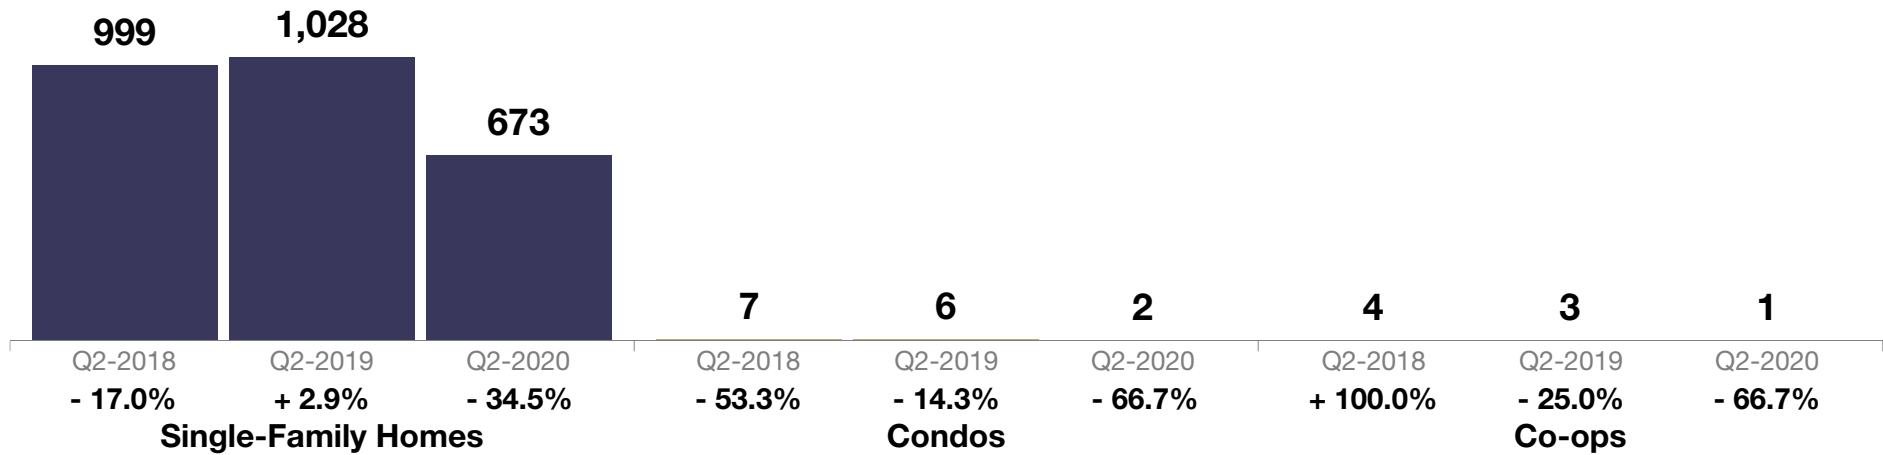 999 1,028 673 7 6 2 4 3 1
Q2-2018 Q2-2019 Q2-2020 Q2-2018 Q2-2019 Q2-2020 Q2-2018 Q2-2019 Q2-2020
- 17.0% + 2.9% - 34.5% - 53.3% - 14.3% - 66.7% + 100.0% - 25.0% - 66.7%
Single-Family Homes Condos Co-ops